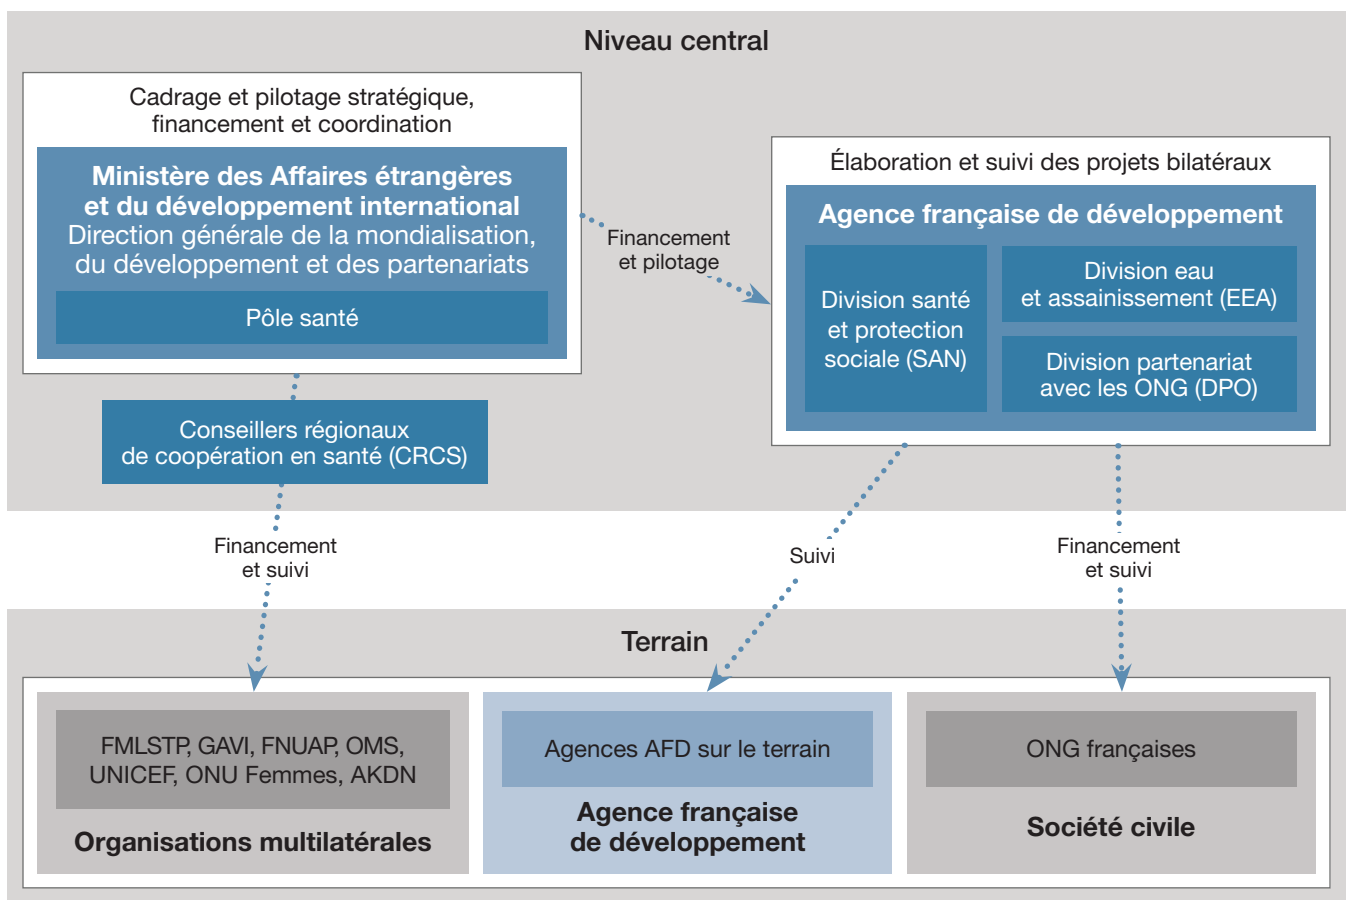 Niveau central
Cadrage et pilotage stratégique,
financement et coordination
Ministère des Affaires étrangères
et du développement international
Direction générale de la mondialisation,
du développement et des partenariats
Pôle santé
Conseillers régionaux
de coopération en santé (CRCS)
Financement
et pilotage
Élaboration et suivi des projets bilatéraux
Agence française de développement
Division santé
et protection
sociale (SAN)
Division eau
et assainissement (EEA)
Division partenariat
avec les ONG (DPO)
Financement
et suivi
Suivi
Financement
et suivi
Terrain
FMLSTP, GAVI, FNUAP, OMS,
UNICEF, ONU Femmes, AKDN
Organisations multilatérales
Agences AFD sur le terrain
Agence française
de développement
ONG françaises
Société civile